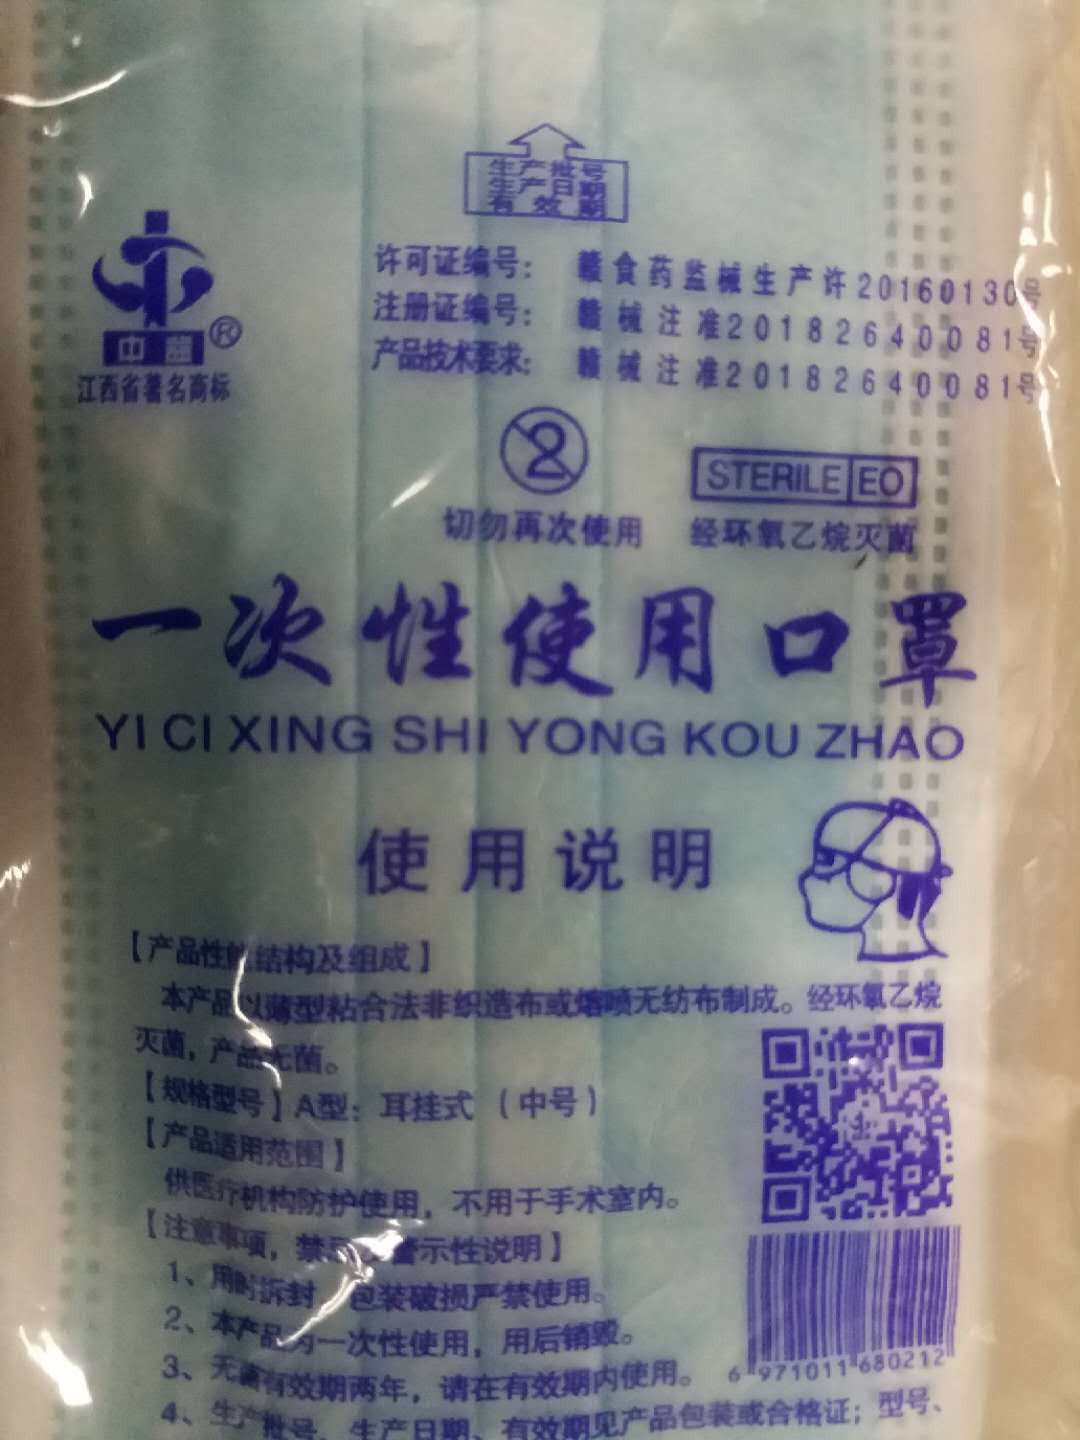 生产批号
生产日期
有效期
许可证编号： 赣食药监械生产许20160130号
注册证编号： 赣械注准20182640081号
产品技术要求： 赣械注准20182640081号
中
®
江西省著名商标
2
切勿再次使用
STERILE EO
经环氧乙烷灭菌
一次性使用口罩
YI CI XING SHI YONG KOU ZHAO
使用说明
【产品性能结构及组成】
本产品以薄型粘合法非织造布或熔喷无纺布制成。经环氧乙烷
灭菌，产品无菌。
【规格型号】A型：耳挂式（中号）
【产品适用范围】
供医疗机构防护使用，不用于手术室内。
【注意事项，禁 警示性说明】
1、用时拆封 包装破损严禁使用。
2、本产品为一次性使用，用后销毁。
3、无菌有效期两年，请在有效期内使用。
4、生产批号、生产日期、有效期见产品包装或合格证；型号、
6 971011 680212